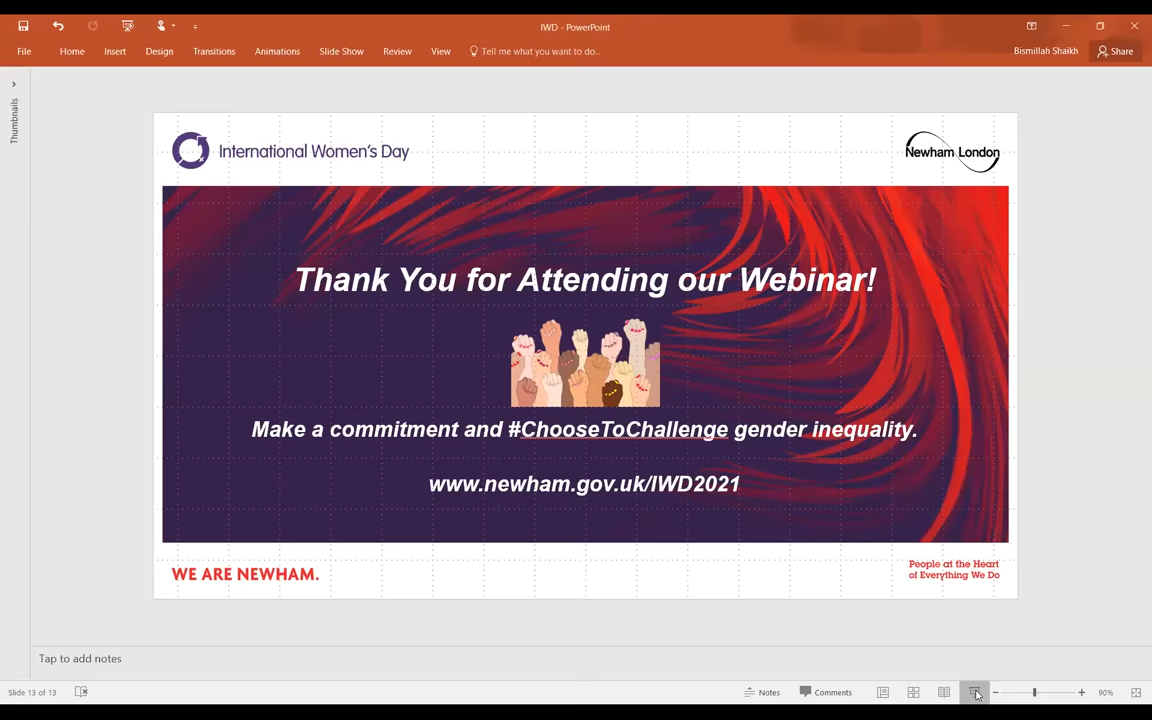 IWD - PowerPoint
File Home Insert Design Transitions Animations Slide Show Review View Tell me what you want to do... Bismillah Shaikh Share
Thumbnails
International Women's Day
Newham London
Thank You for Attending our Webinar!
Make a commitment and #ChooseToChallenge gender inequality.
www.newham.gov.uk/IWD2021
WE ARE NEWHAM.
People at the Heart
of Everything We Do
Tap to add notes
Slide 13 of 13 Notes Comments 90%